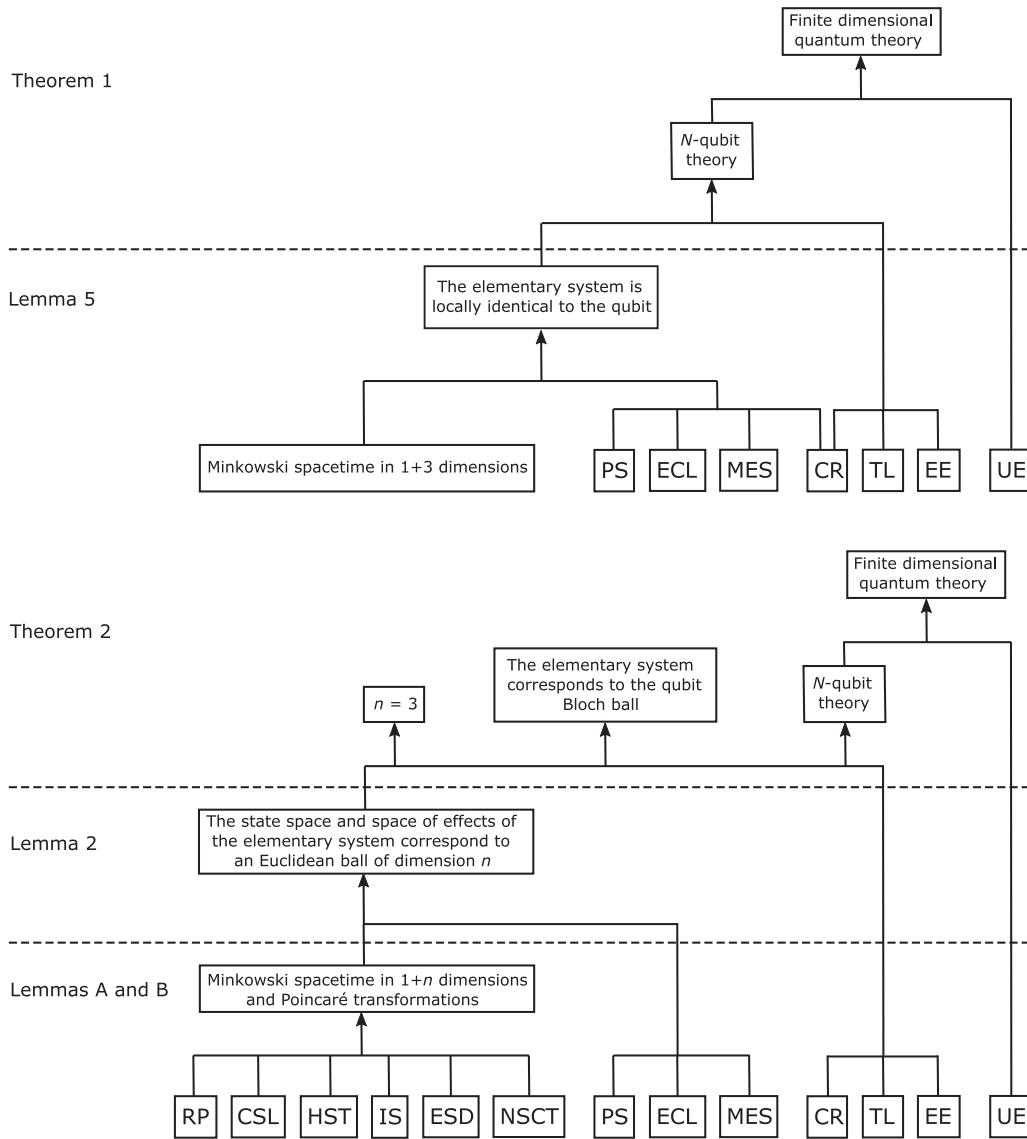 Finite dimensional
quantum theory
Theorem 1
N-qubit
theory
Lemma 5
The elementary system is
locally identical to the qubit
Minkowski spacetime in 1+3 dimensions
PS
ECL
MES
CR
TL
EE
UE
Finite dimensional
quantum theory
Theorem 2
The elementary system
corresponds to the qubit
Bloch ball
n = 3
N-qubit
theory
Lemma 2
The state space and space of effects of
the elementary system correspond to
an Euclidean ball of dimension n
Lemmas A and B
Minkowski spacetime in 1+n dimensions
and Poincaré transformations
RP
CSL
HST
IS
ESD
NSCT
PS
ECL
MES
CR
TL
EE
UE